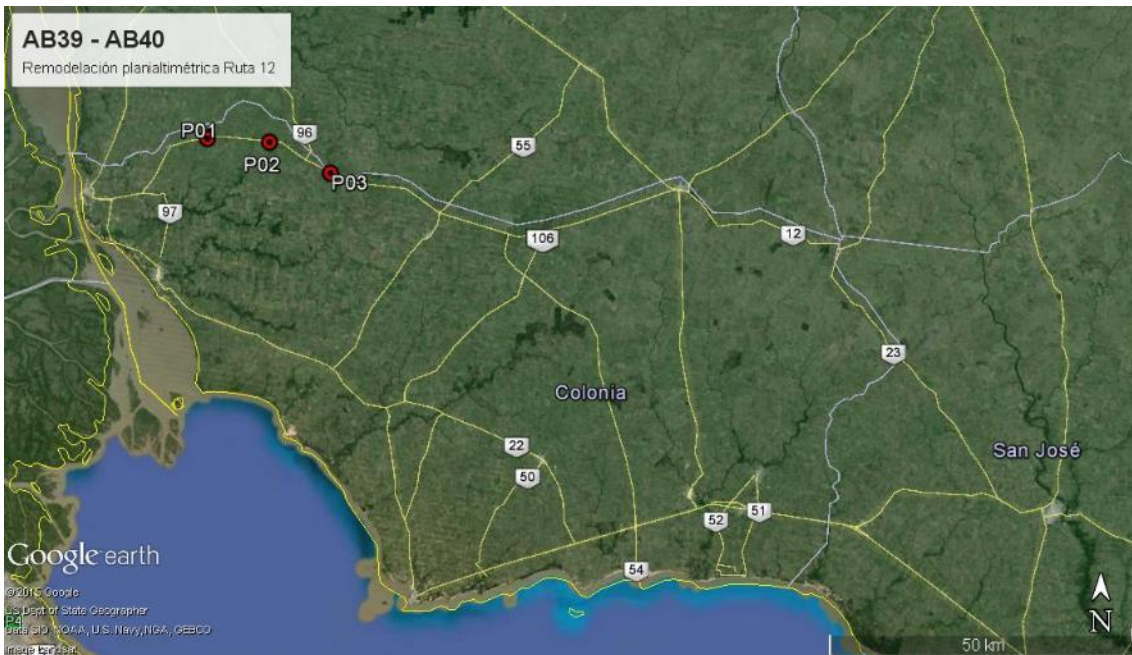 AB39 - AB40
Remodelación planialtimétrica Ruta 12
P01
96
P02
P03
55
97
106
12
23
Colonia
22
San José
50
52
51
54
Google earth
© 2015 Google
US Dept of State Geographer
Data SIO, NOAA, U.S. Navy, NGA, GEBCO
Image Landsat
P4
N
50 km